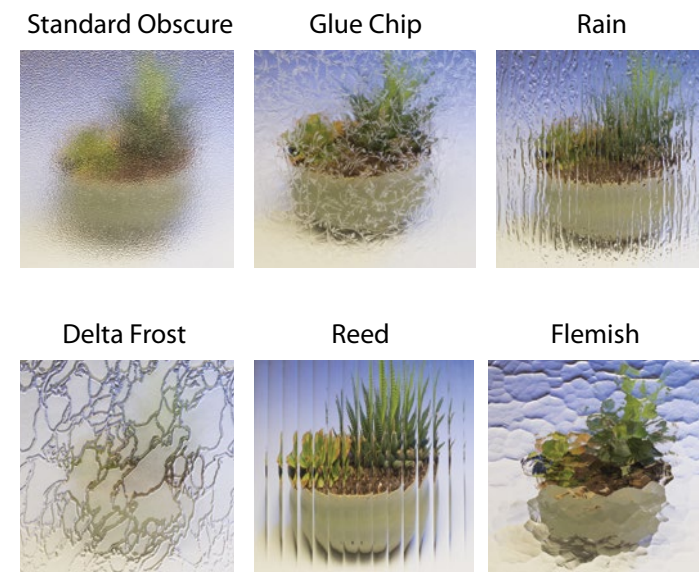 Standard Obscure
Glue Chip
Rain
Delta Frost
Reed
Flemish